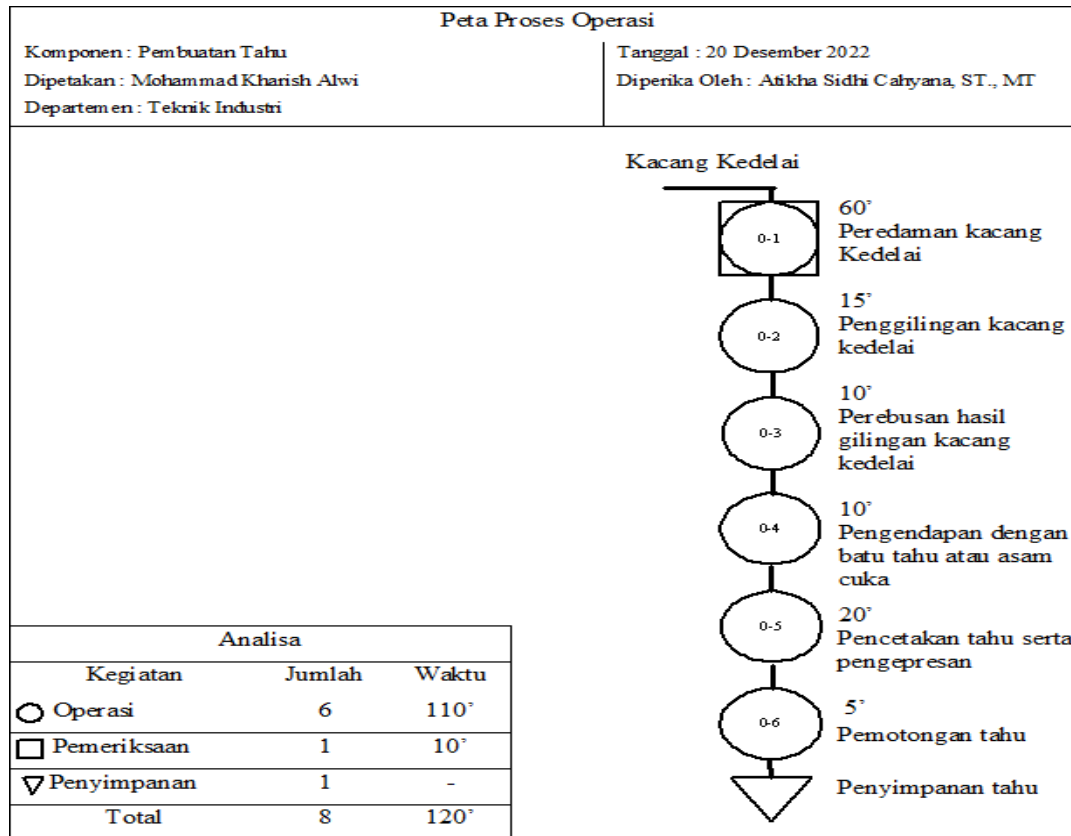 Peta Proses Operasi
Komponen : Pembuatan Tahu
Dipetakan : Mohammad Kharish Alwi
Departemen : Teknik Industri
Tanggal : 20 Desember 2022
Diperika Oleh : Atikha Sidhi Cahyana, ST., MT
Kacang Kedelai
0-1
60’
Peredaman kacang
Kedelai
0-2
15’
Penggilingan kacang
kedelai
0-3
10’
Perebusan hasil
gilingan kacang
kedelai
0-4
10’
Pengendapan dengan
batu tahu atau asam
cuka
0-5
20’
Pencetakan tahu serta
pengepresan
0-6
5’
Pemotongan tahu
Penyimpanan tahu
Analisa
Kegiatan Jumlah Waktu
Operasi 6 110’
Pemeriksaan 1 10’
Penyimpanan 1 -
Total 8 120’